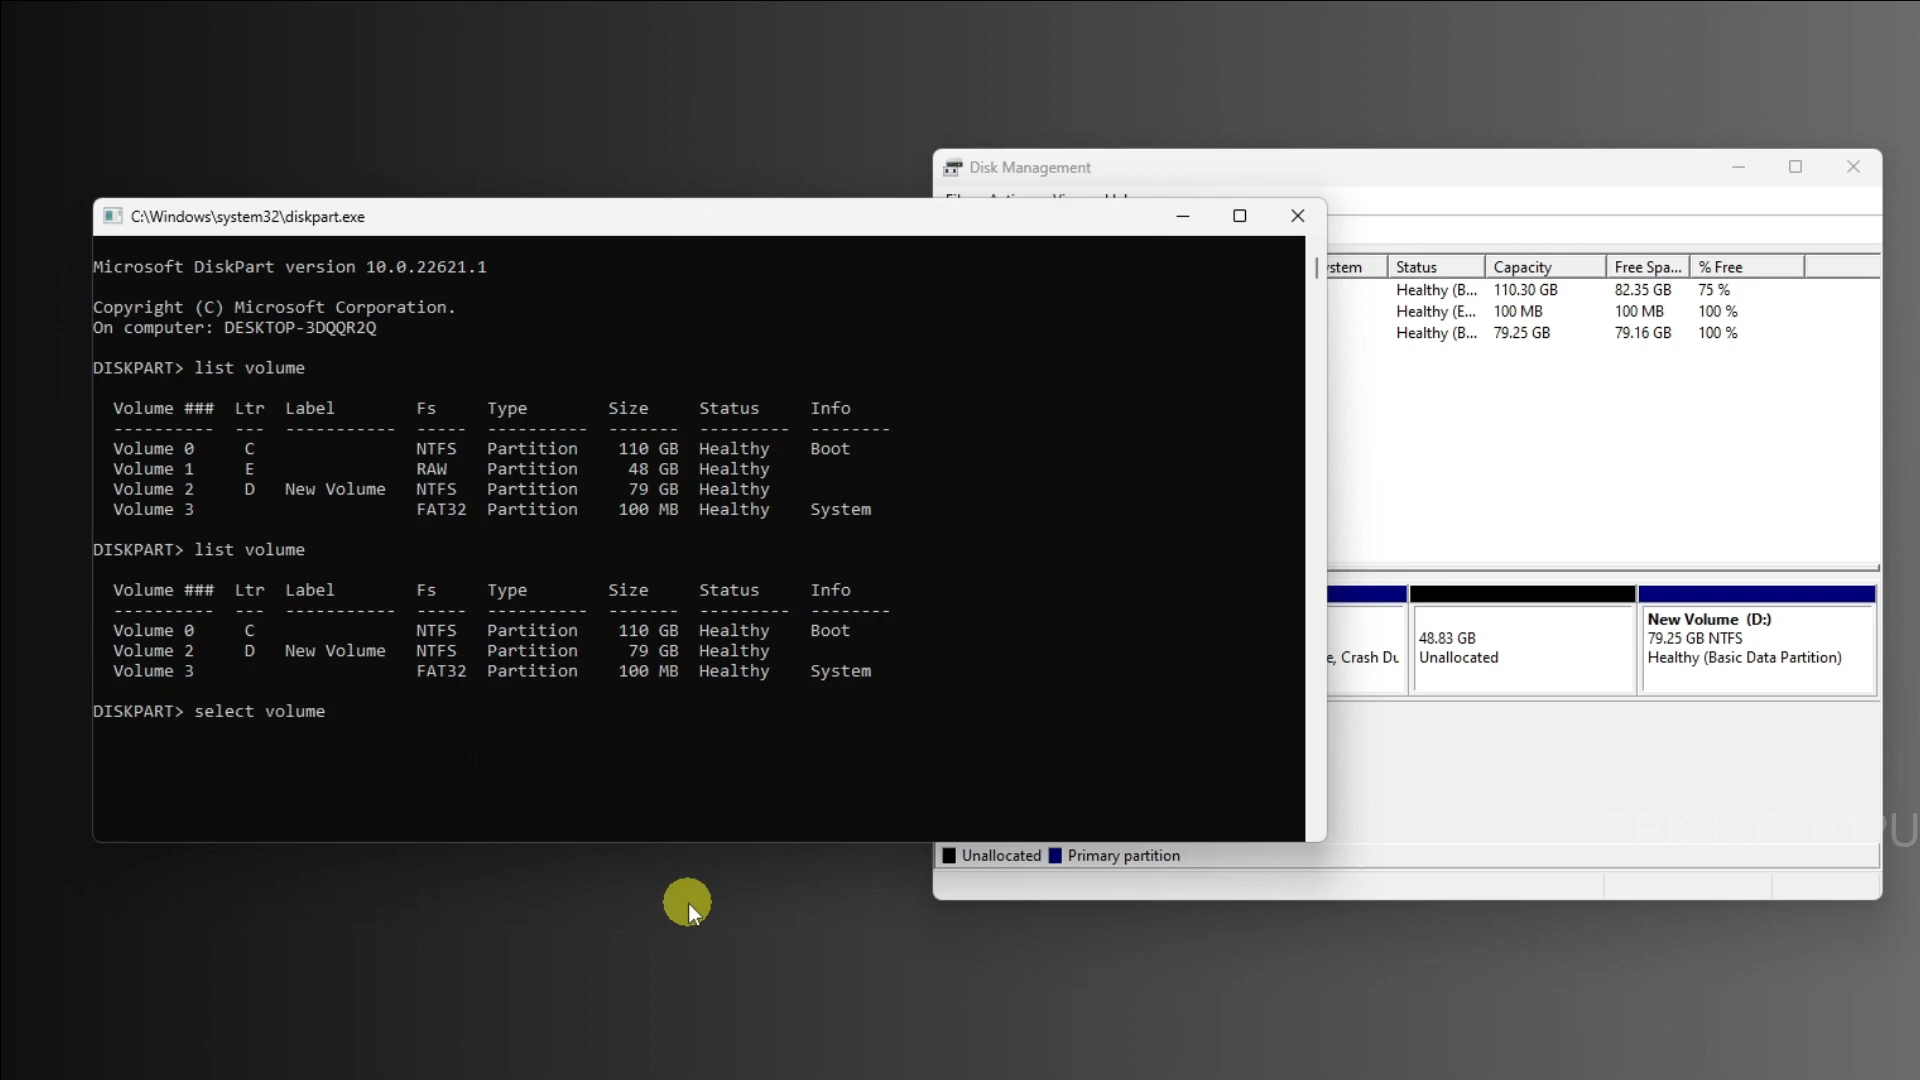 Disk Management
C:\Windows\system32\diskpart.exe
Microsoft DiskPart version 10.0.22621.1
Copyright (C) Microsoft Corporation.
On computer: DESKTOP-3DQQR2Q
DISKPART> list volume
Volume ### Ltr Label Fs Type Size Status Info
---------- --- ----------- ----- ---------- ------- --------- --------
Volume 0 C NTFS Partition 110 GB Healthy Boot
Volume 1 E RAW Partition 48 GB Healthy
Volume 2 D New Volume NTFS Partition 79 GB Healthy
Volume 3 FAT32 Partition 100 MB Healthy System
DISKPART> list volume
Volume ### Ltr Label Fs Type Size Status Info
---------- --- ----------- ----- ---------- ------- --------- --------
Volume 0 C NTFS Partition 110 GB Healthy Boot
Volume 2 D New Volume NTFS Partition 79 GB Healthy
Volume 3 FAT32 Partition 100 MB Healthy System
DISKPART> select volume
stem Status Capacity Free Spa... % Free
Healthy (B... 110.30 GB 82.35 GB 75 %
Healthy (E... 100 MB 100 MB 100 %
Healthy (B... 79.25 GB 79.16 GB 100 %
e, Crash Du
48.83 GB
Unallocated
New Volume (D:)
79.25 GB NTFS
Healthy (Basic Data Partition)
ERICK COMPU
Unallocated Primary partition